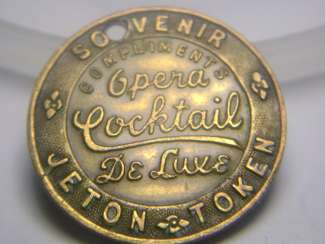 SOUVENIR
COMPLIMENTS
Opera
Cocktail
DE LUXE
JETON TOKEN